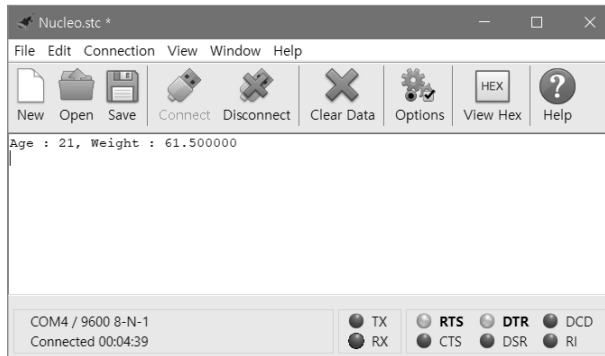 Nucleo.stc *
File Edit Connection View Window Help
New Open Save Connect Disconnect Clear Data Options View Hex Help
HEX
Age : 21, Weight : 61.500000
COM4 / 9600 8-N-1
Connected 00:04:39
TX RTS DTR DCD
RX CTS DSR RI